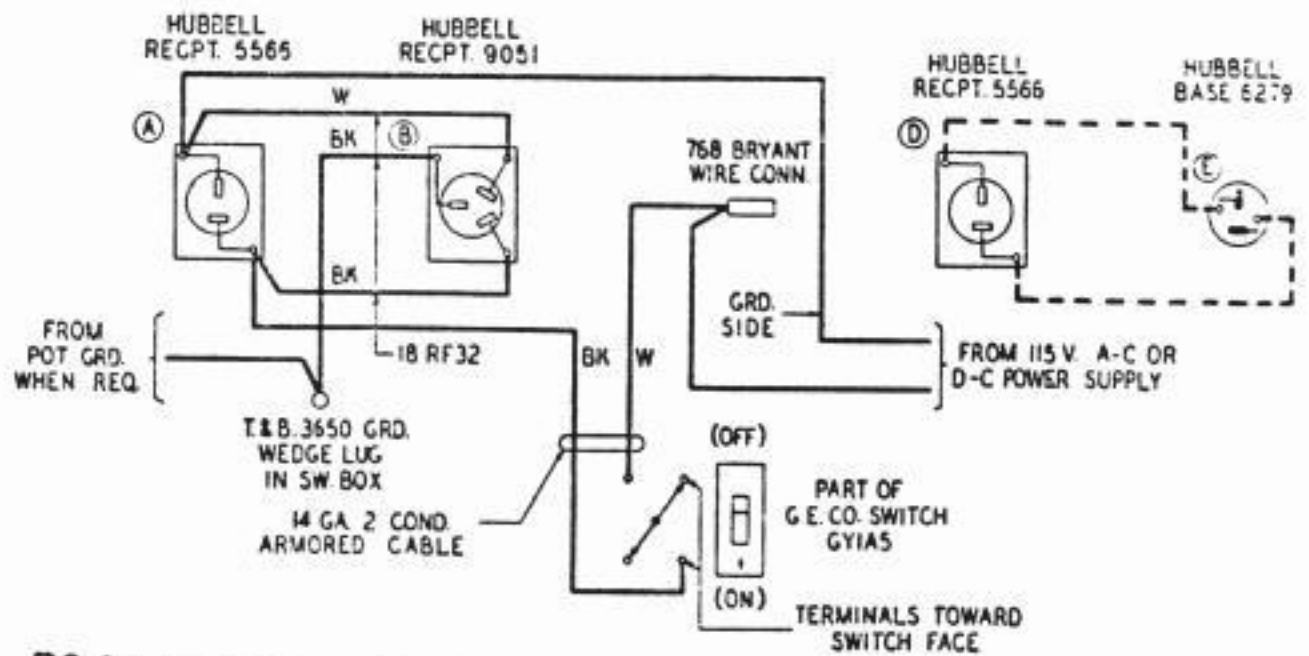 HUBBELL
RECPT. 5565
HUBBELL
RECPT. 9051
HUBBELL
RECPT. 5566
HUBBELL
BASE 6279
W
A
BK
B
768 BRYANT
WIRE CONN.
D
E
BK
FROM
POT GRD.
WHEN REQ.
18 RF32
BK
W
GRD.
SIDE
FROM 115 V. A-C OR
D-C POWER SUPPLY
T.&B. 3650 GRD.
WEDGE LUG
IN SW. BOX
14 GA. 2 COND.
ARMORED CABLE
(OFF)
PART OF
G.E. CO. SWITCH
GYIA5
(ON)
TERMINALS TOWARD
SWITCH FACE